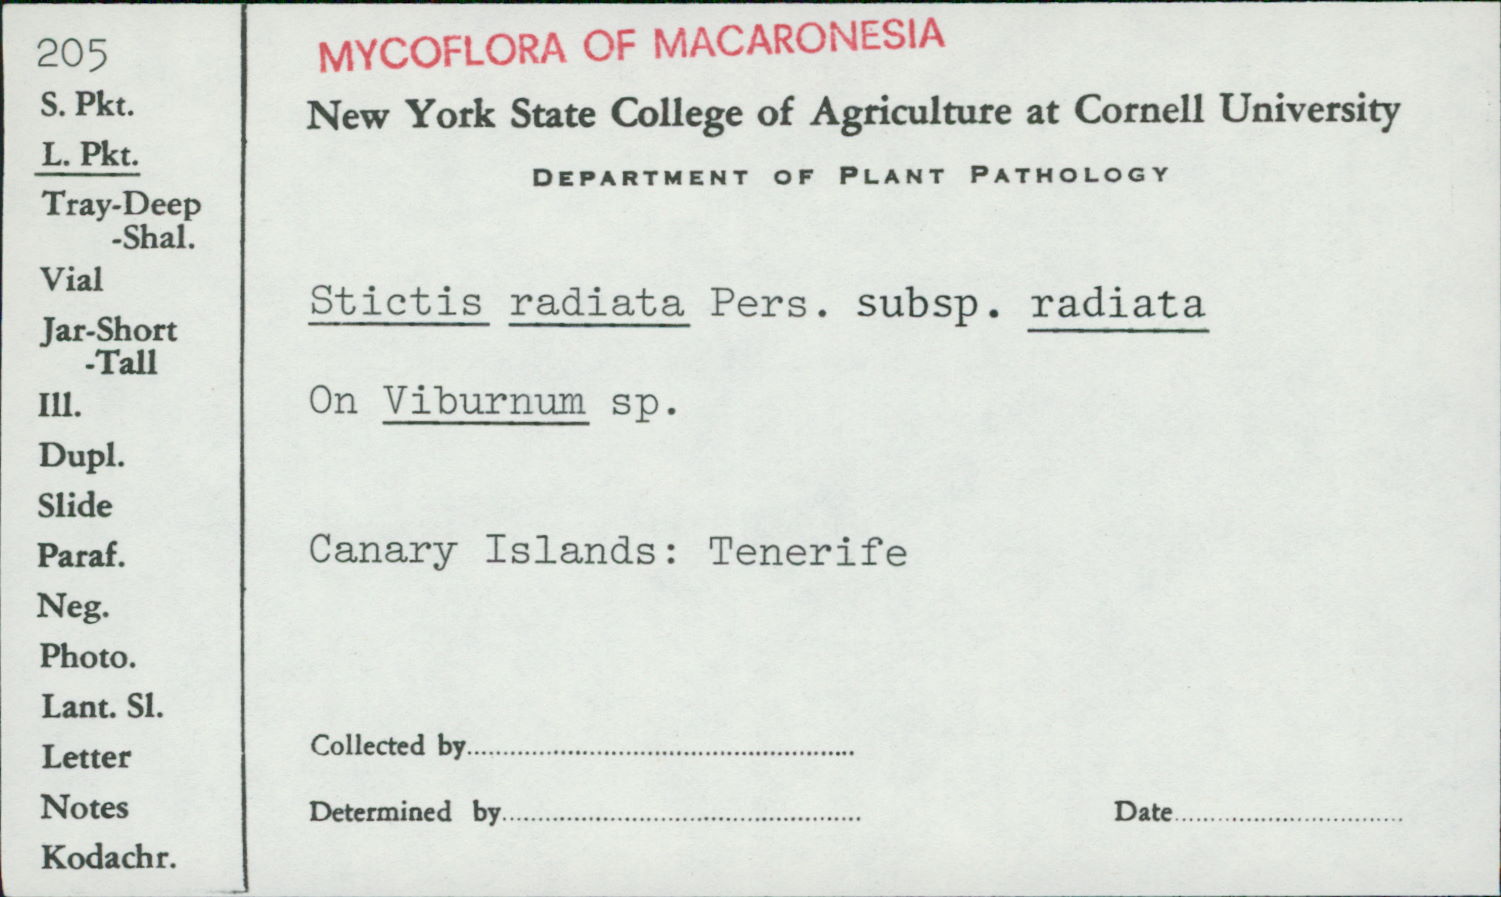 205
S. Pkt.
L. Pkt.
Tray-Deep
-Shal.
Vial
Jar-Short
-Tall
Ill.
Dupl.
Slide
Paraf.
Neg.
Photo.
Lant. Sl.
Letter
Notes
Kodachr.
MYCOFLORA OF MACARONESIA
New York State College of Agriculture at Cornell University
DEPARTMENT OF PLANT PATHOLOGY
Stictis radiata Pers. subsp. radiata
On Viburnum sp.
Canary Islands: Tenerife
Collected by
Determined by
Date